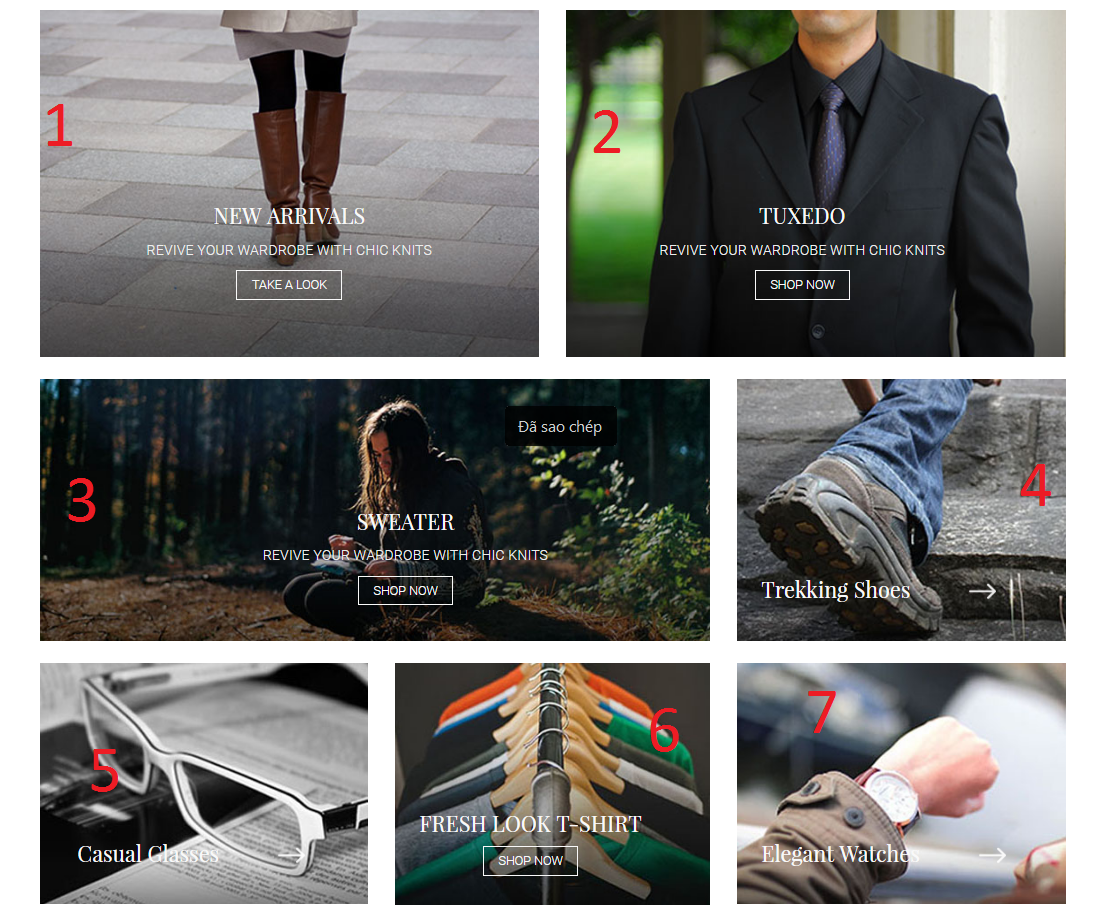 1
NEW ARRIVALS
REVIVE YOUR WARDROBE WITH CHIC KNITS
TAKE A LOOK
2
TUXEDO
REVIVE YOUR WARDROBE WITH CHIC KNITS
SHOP NOW
3
Đã sao chép
SWEATER
REVIVE YOUR WARDROBE WITH CHIC KNITS
SHOP NOW
4
Trekking Shoes
5
Casual Glasses
6
FRESH LOOK T-SHIRT
SHOP NOW
7
Elegant Watches